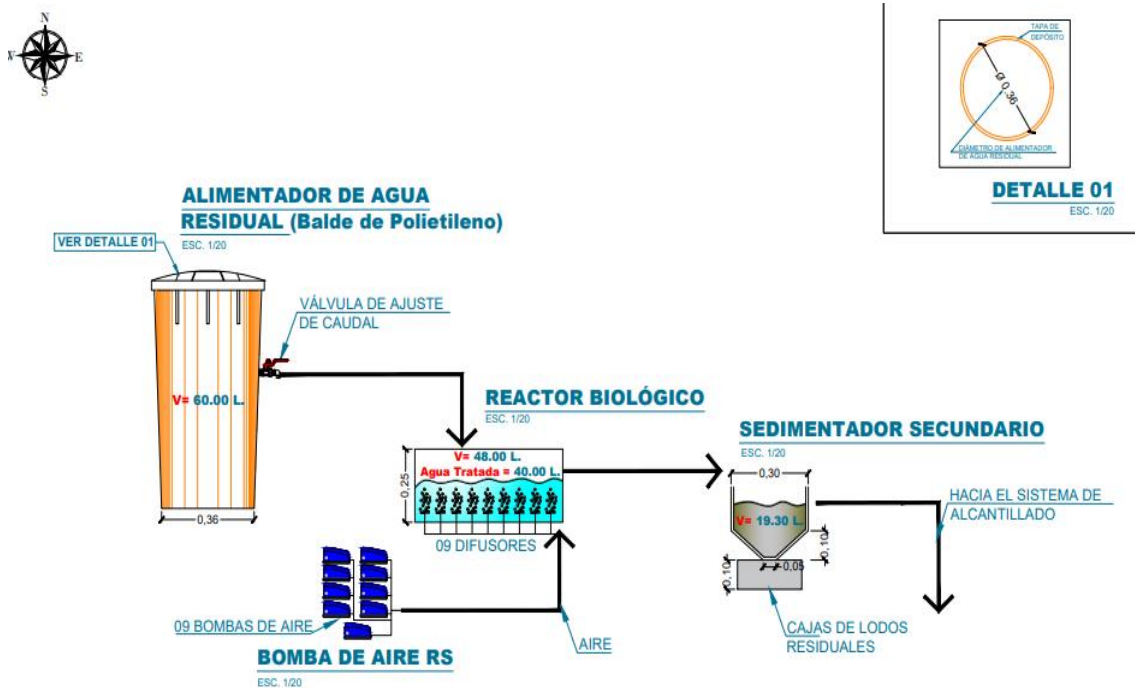 N
W
E
S
TAPA DE
DEPÓSITO
Ø 0,36
DIÁMETRO DE ALIMENTADOR
DE AGUA RESIDUAL
DETALLE 01
ESC. 1/20
ALIMENTADOR DE AGUA
RESIDUAL (Balde de Polietileno)
ESC. 1/20
VER DETALLE 01
VÁLVULA DE AJUSTE
DE CAUDAL
V= 60.00 L.
0,36
REACTOR BIOLÓGICO
ESC. 1/20
V= 48.00 L.
Agua Tratada = 40.00 L.
0,25
09 DIFUSORES
SEDIMENTADOR SECUNDARIO
ESC. 1/20
0,30
V= 19.30 L.
0,10
0,05
0,10
HACIA EL SISTEMA DE
ALCANTILLADO
CAJAS DE LODOS
RESIDUALES
09 BOMBAS DE AIRE
AIRE
BOMBA DE AIRE RS
ESC. 1/20